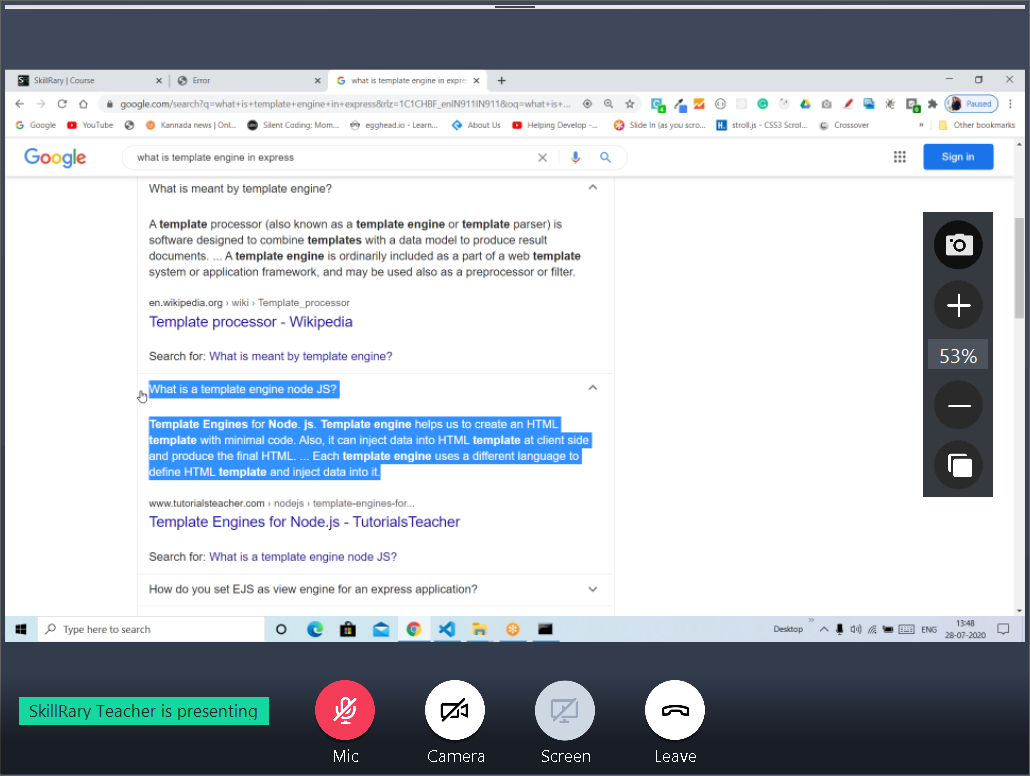 SkillRary | Course
Error
what is template engine in expre
google.com/search?q=what+is+template+engine+in+express&rlz=1C1CHBF_enIN911IN911&oq=what+is+...
Paused
Google
YouTube
Kannada news | Onl...
Silent Coding: Mom...
egghead.io - Learn...
About Us
Helping Develop -...
Slide In (as you scro...
stroll.js - CSS3 Scrol...
Crossover
»
Other bookmarks
Google
what is template engine in express
Sign in
What is meant by template engine?
A template processor (also known as a template engine or template parser) is
software designed to combine templates with a data model to produce result
documents. ... A template engine is ordinarily included as a part of a web template
system or application framework, and may be used also as a preprocessor or filter.
en.wikipedia.org › wiki › Template_processor
Template processor - Wikipedia
Search for: What is meant by template engine?
What is a template engine node JS?
Template Engines for Node. js. Template engine helps us to create an HTML
template with minimal code. Also, it can inject data into HTML template at client side
and produce the final HTML. ... Each template engine uses a different language to
define HTML template and inject data into it.
www.tutorialsteacher.com › nodejs › template-engines-for...
Template Engines for Node.js - TutorialsTeacher
Search for: What is a template engine node JS?
How do you set EJS as view engine for an express application?
53%
Type here to search
Desktop
»
ENG
13:48
28-07-2020
SkillRary Teacher is presenting
Mic
Camera
Screen
Leave